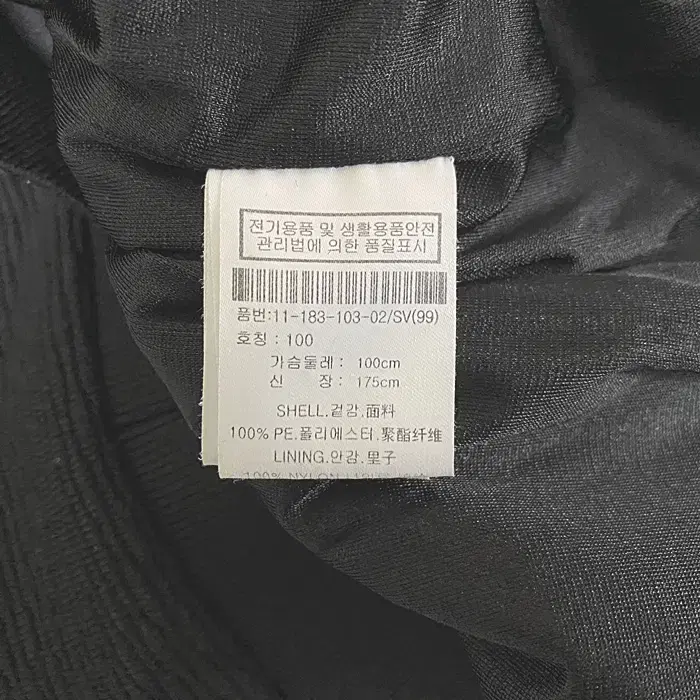 전기용품 및 생활용품안전
관리법에 의한 품질표시
품번:11-183-103-02/SV(99)
호칭 : 100
가슴둘레 : 100cm
신 장 : 175cm
SHELL.겉감.面料
100% PE.폴리에스터.聚酯纤维
LINING.안감.里子
100% NYLON